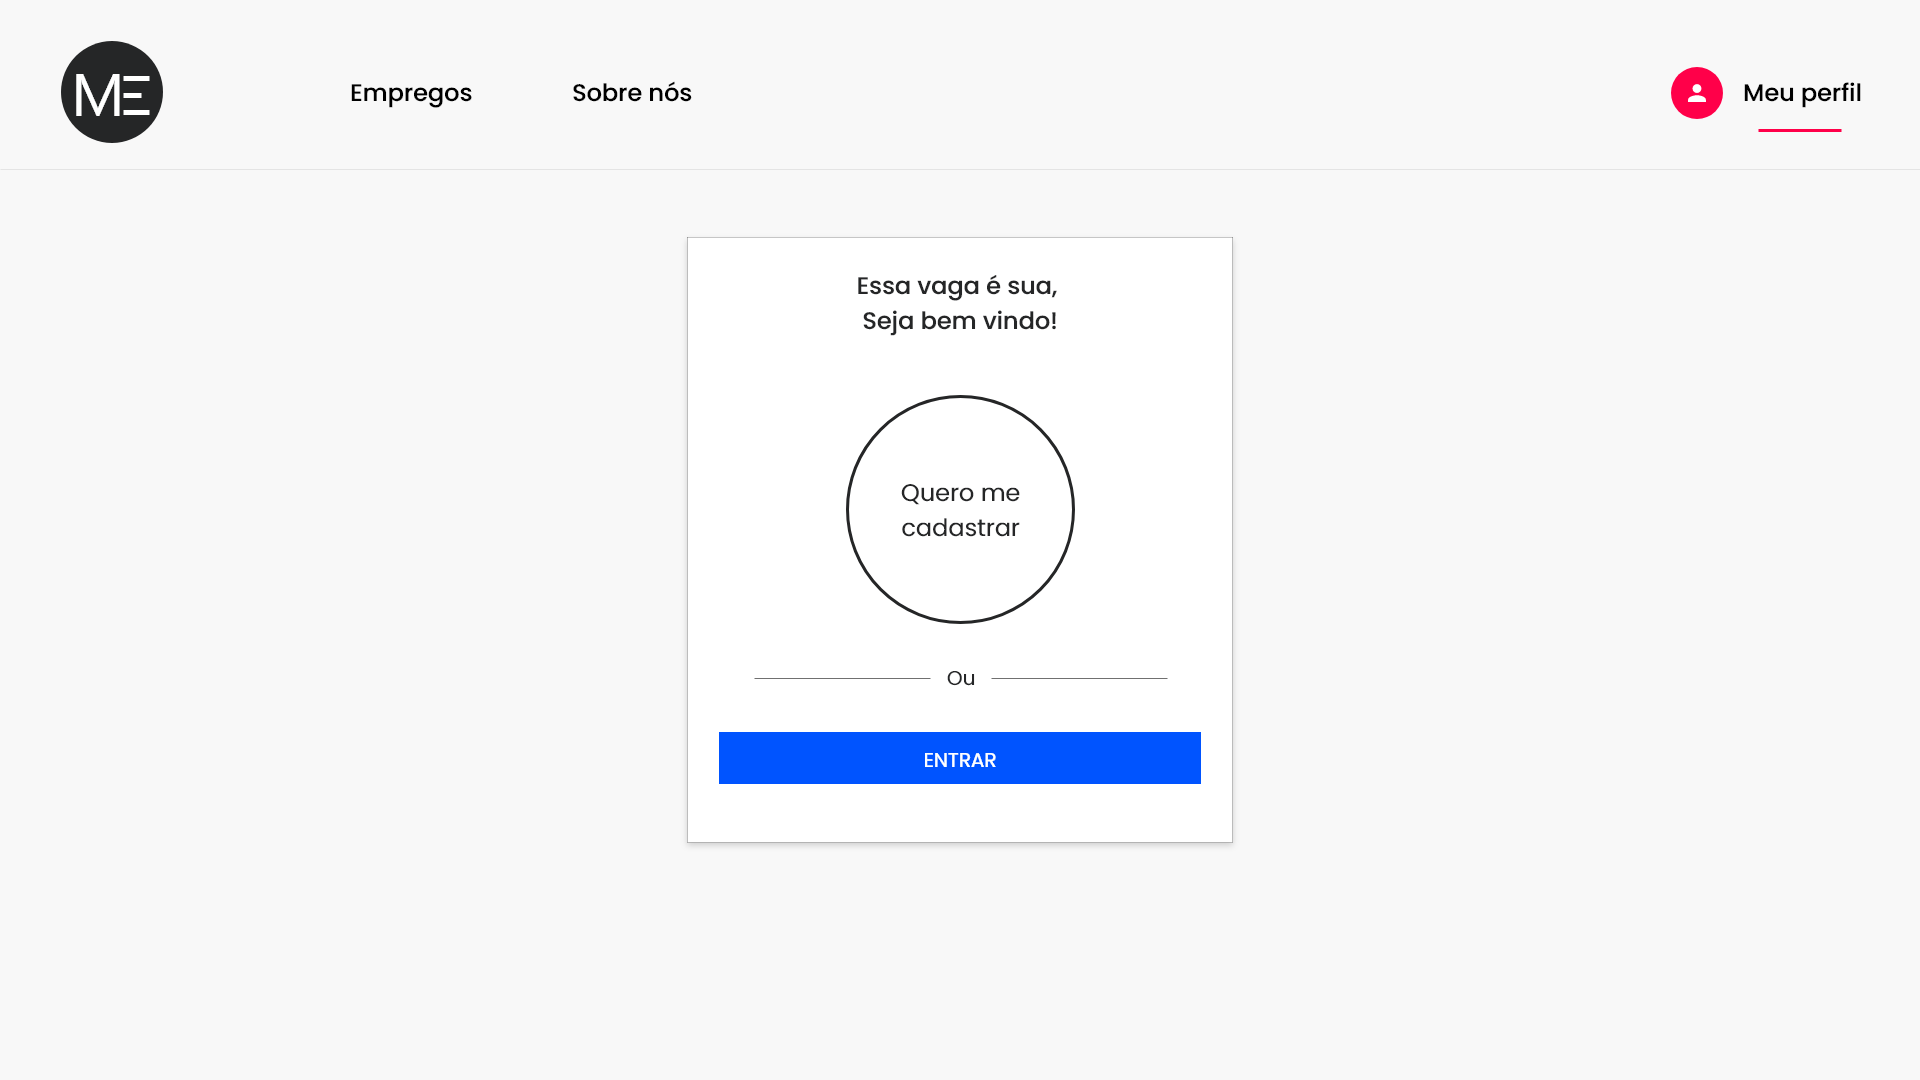 ME
Empregos
Sobre nós
Meu perfil
Essa vaga é sua,
Seja bem vindo!
Quero me
cadastrar
Ou
ENTRAR